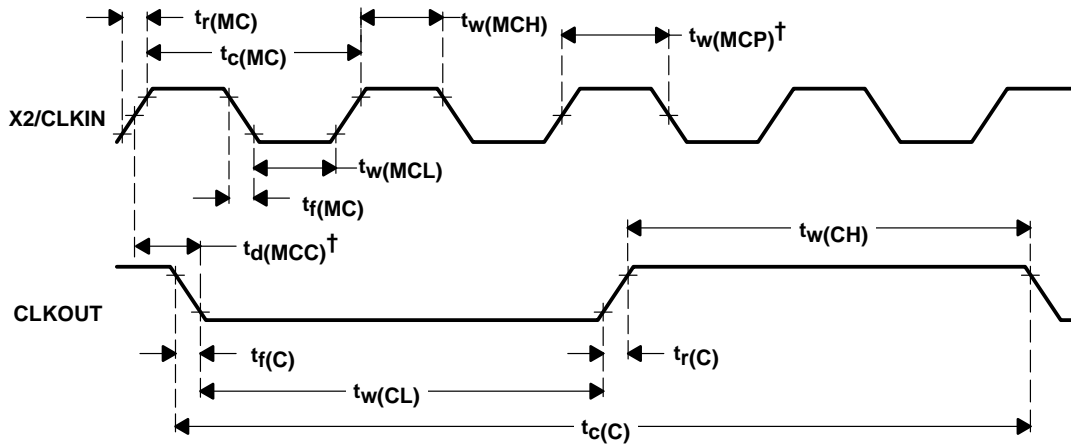 tr(MC)
tw(MCH)
tw(MCP)†
tc(MC)
X2/CLKIN
tw(MCL)
tf(MC)
tw(CH)
td(MCC)†
CLKOUT
tf(C)
tr(C)
tw(CL)
tc(C)